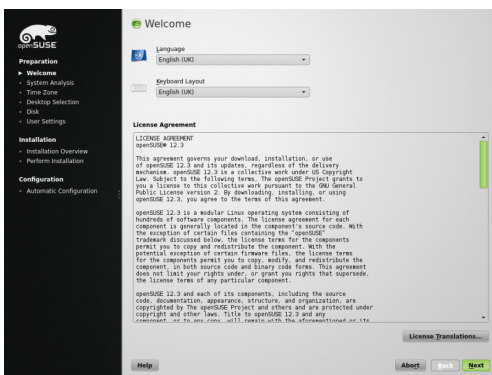 openSUSE
Preparation
Welcome
System Analysis
Time Zone
Desktop Selection
Disk
User Settings
Installation
Installation Overview
Perform Installation
Configuration
Automatic Configuration
Welcome
Language
English (UK)
Keyboard Layout
English (UK)
License Agreement
LICENSE AGREEMENT
openSUSE® 12.3
This agreement governs your download, installation, or use
of openSUSE 12.3 and its updates, regardless of the delivery
mechanism. openSUSE 12.3 is a collective work under US Copyright
Law. Subject to the following terms, The openSUSE Project grants to
you a license to this collective work pursuant to the GNU General
Public License version 2. By downloading, installing, or using
openSUSE 12.3, you agree to the terms of this agreement.
openSUSE 12.3 is a modular Linux operating system consisting of
hundreds of software components. The license agreement for each
component is generally located in the component's source code. With
the exception of certain files containing the "openSUSE"
trademark discussed below, the license terms for the components
permit you to copy and redistribute the component. With the
potential exception of certain firmware files, the license terms
for the components permit you to copy, modify, and redistribute the
component, in both source code and binary code forms. This agreement
does not limit your rights under, or grant you rights that supersede,
the license terms of any particular component.
openSUSE 12.3 and each of its components, including the source
code, documentation, appearance, structure, and organization, are
copyrighted by The openSUSE Project and others and are protected under
copyright and other laws. Title to openSUSE 12.3 and any
component, or to any copy, will remain with the aforementioned or its
License Translations...
Help
Abort
Back
Next